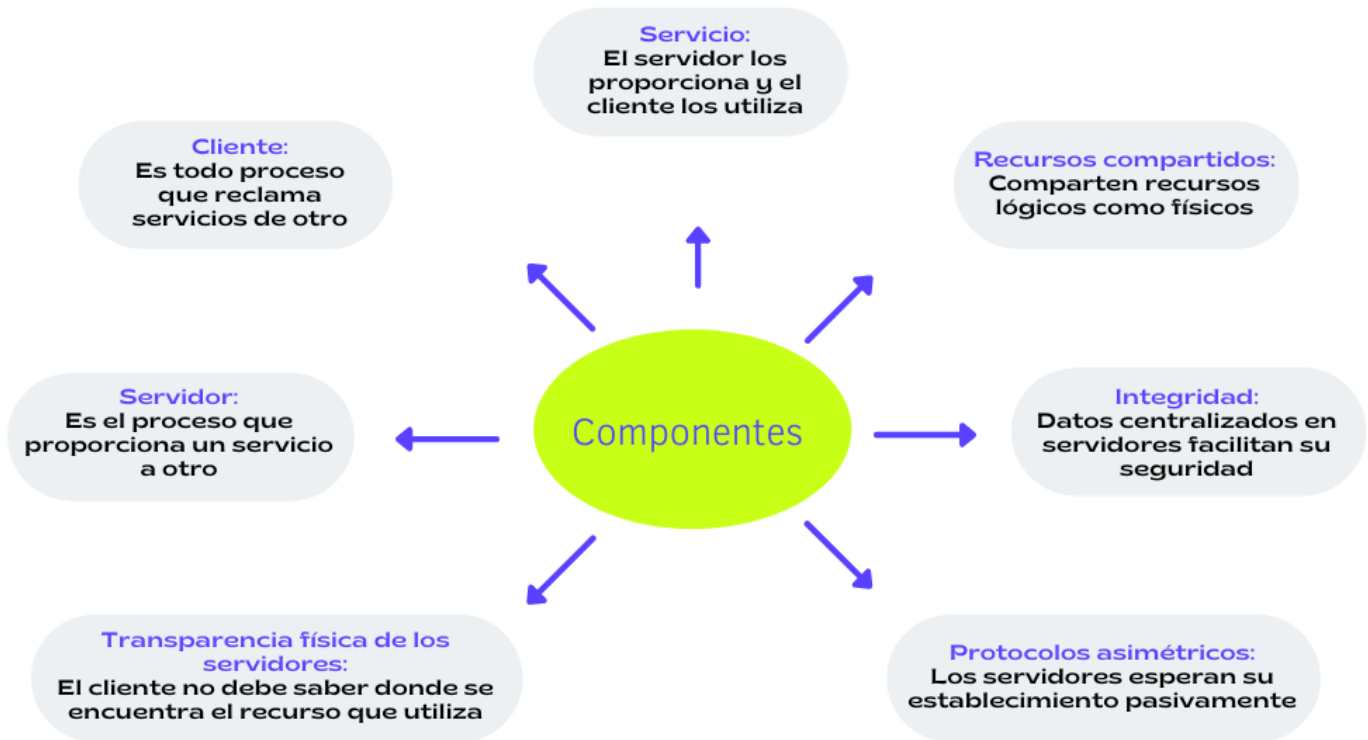 Servicio:
El servidor los
proporciona y el
cliente los utiliza
Cliente:
Es todo proceso
que reclama
servicios de otro
Recursos compartidos:
Comparten recursos
lógicos como físicos
Servidor:
Es el proceso que
proporciona un servicio
a otro
Componentes
Integridad:
Datos centralizados en
servidores facilitan su
seguridad
Transparencia física de los
servidores:
El cliente no debe saber donde se
encuentra el recurso que utiliza
Protocolos asimétricos:
Los servidores esperan su
establecimiento pasivamente